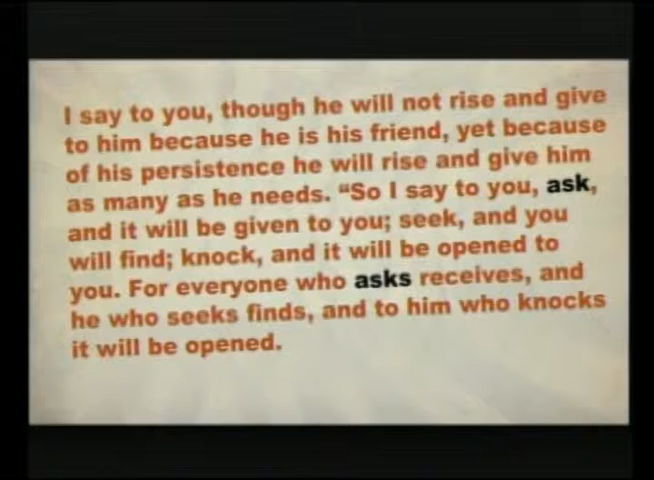 I say to you, though he will not rise and give
to him because he is his friend, yet because
of his persistence he will rise and give him
as many as he needs. “So I say to you, ask,
and it will be given to you; seek, and you
will find; knock, and it will be opened to
you. For everyone who asks receives, and
he who seeks finds, and to him who knocks
it will be opened.